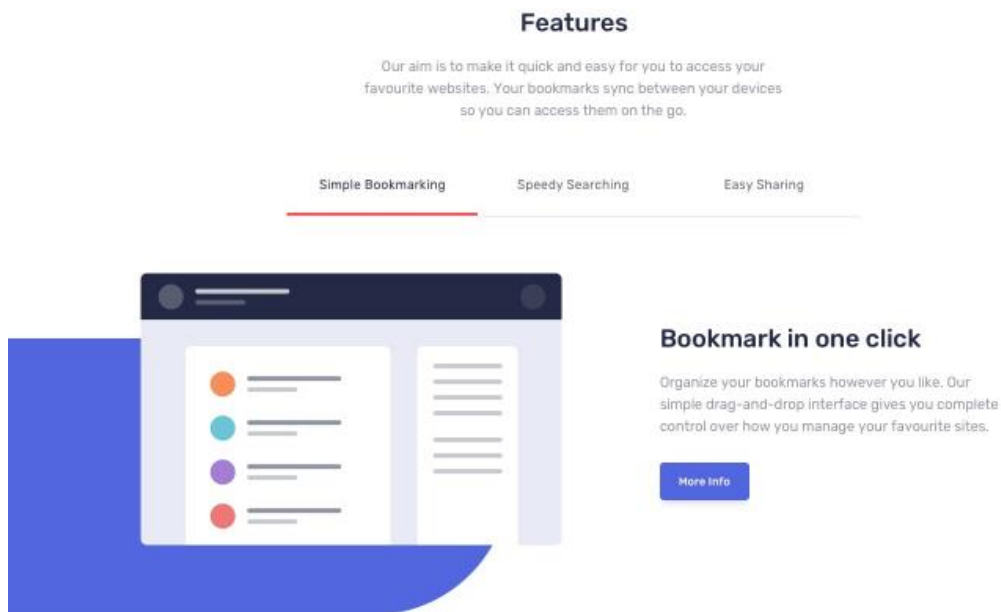 Features
Our aim is to make it quick and easy for you to access your
favourite websites. Your bookmarks sync between your devices
so you can access them on the go.
Simple Bookmarking
Speedy Searching
Easy Sharing
Bookmark in one click
Organize your bookmarks however you like. Our
simple drag-and-drop interface gives you complete
control over how you manage your favourite sites.
More Info